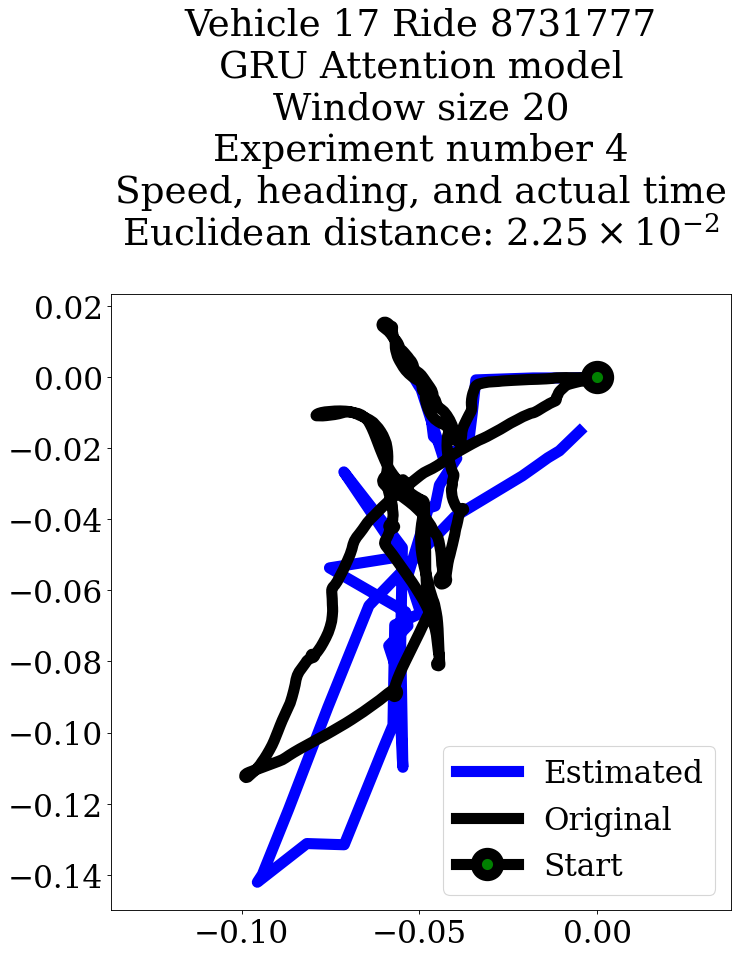 Vehicle 17 Ride 8731777
GRU Attention model
Window size 20
Experiment number 4
Speed, heading, and actual time
Euclidean distance: 2.25 × 10⁻²
0.02
0.00
−0.02
−0.04
−0.06
−0.08
−0.10
−0.12
−0.14
Estimated
Original
Start
−0.10 −0.05 0.00